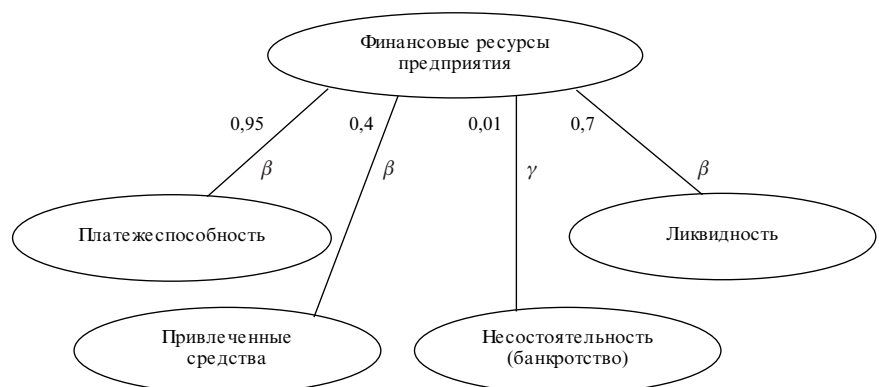 Финансовые ресурсы
предприятия
0,95
0,4
0,01
0,7
β
β
γ
β
Платежеспособность
Ликвидность
Привлеченные
средства
Несостоятельность
(банкротство)